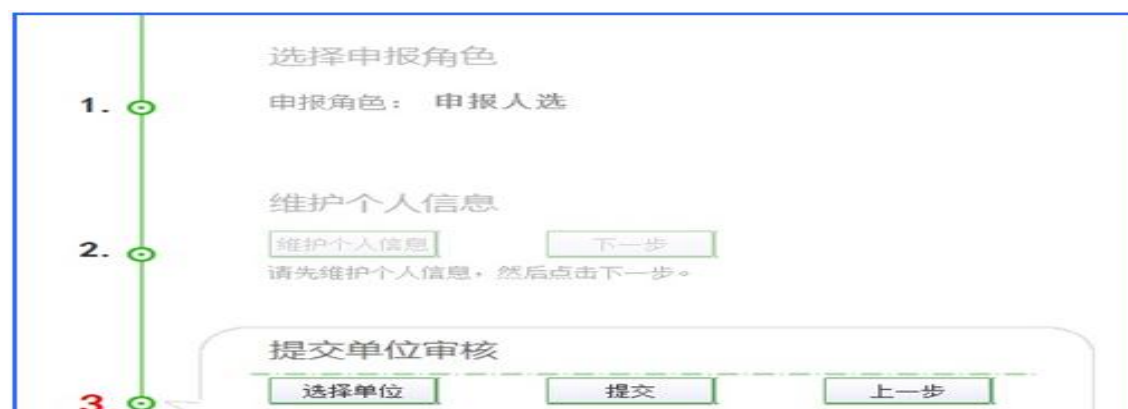 选择申报角色
1. 申报角色： 申报人选
维护个人信息
2. 维护个人信息 下一步
请先维护个人信息，然后点击下一步。
提交单位审核
3. 选择单位 提交 上一步